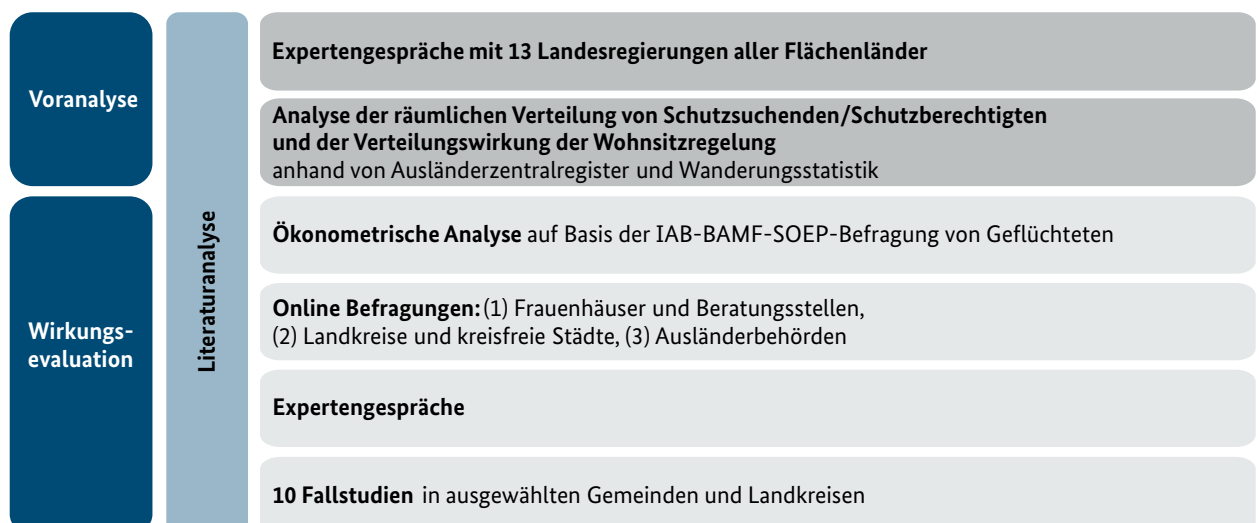 Voranalyse
Literaturanalyse
Expertengespräche mit 13 Landesregierungen aller Flächenländer
Analyse der räumlichen Verteilung von Schutzsuchenden/Schutzberechtigten
und der Verteilungswirkung der Wohnsitzregelung
anhand von Ausländerzentralregister und Wanderungsstatistik
Wirkungs-
evaluation
Ökonometrische Analyse auf Basis der IAB-BAMF-SOEP-Befragung von Geflüchteten
Online Befragungen: (1) Frauenhäuser und Beratungsstellen,
(2) Landkreise und kreisfreie Städte, (3) Ausländerbehörden
Expertengespräche
10 Fallstudien in ausgewählten Gemeinden und Landkreisen